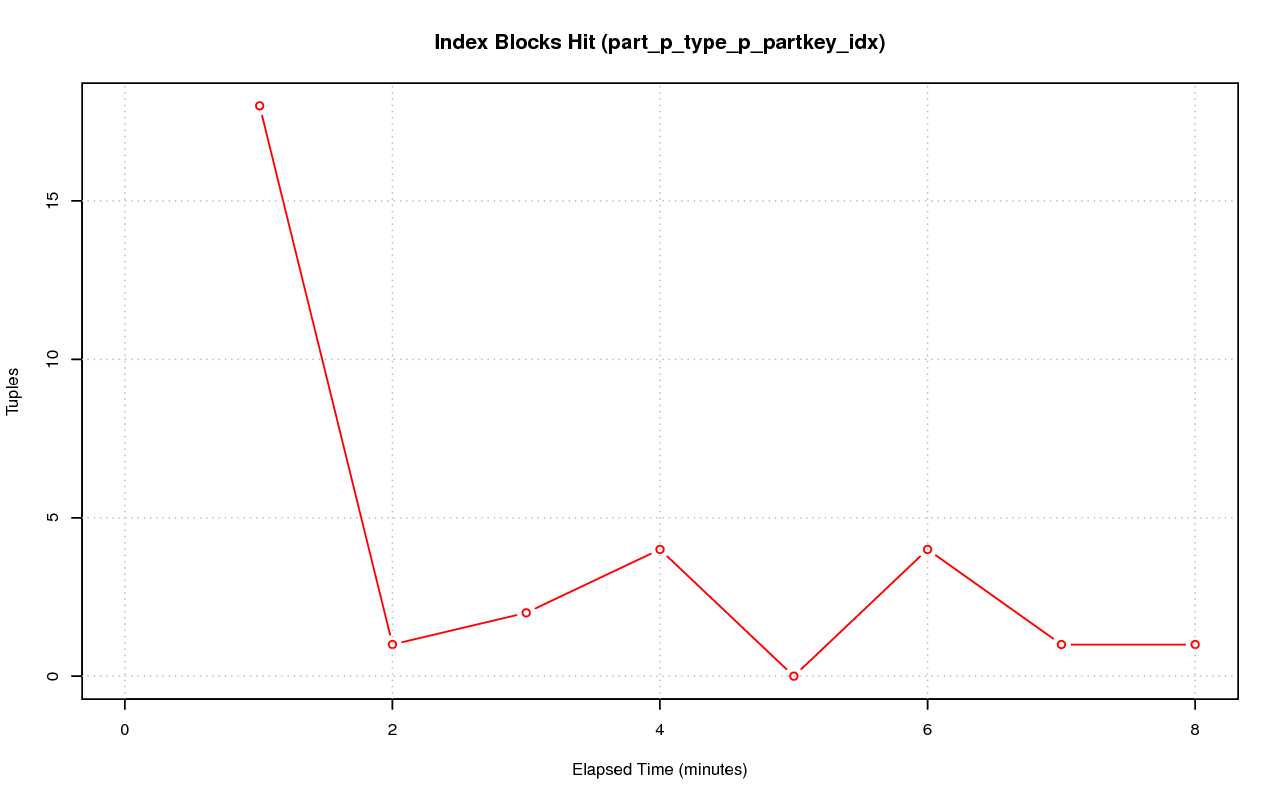 Index Blocks Hit (part_p_type_p_partkey_idx)
Tuples
15
10
5
0
0 2 4 6 8
Elapsed Time (minutes)